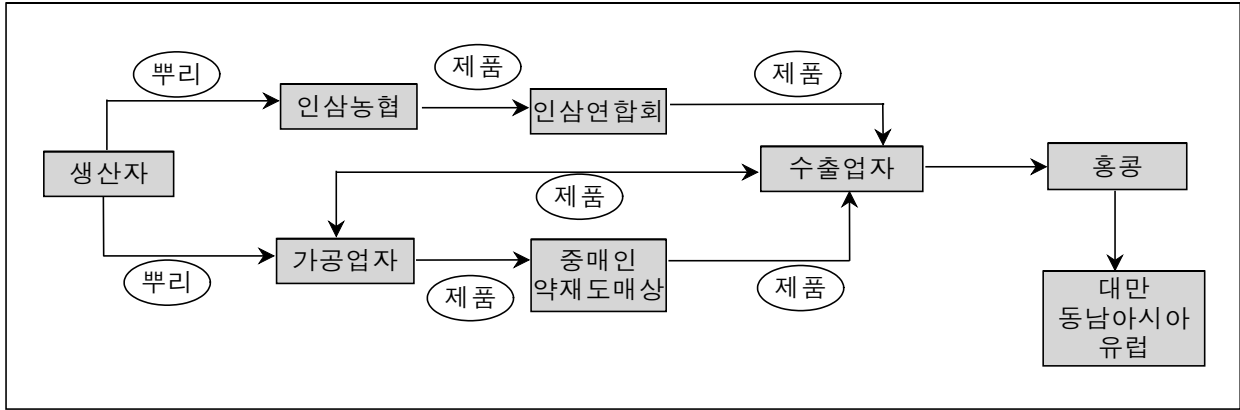 뿌리
제품
제품
인삼농협
인삼연합회
생산자
수출업자
홍콩
제품
가공업자
중매인
약재도매상
뿌리
제품
제품
대만
동남아시아
유럽